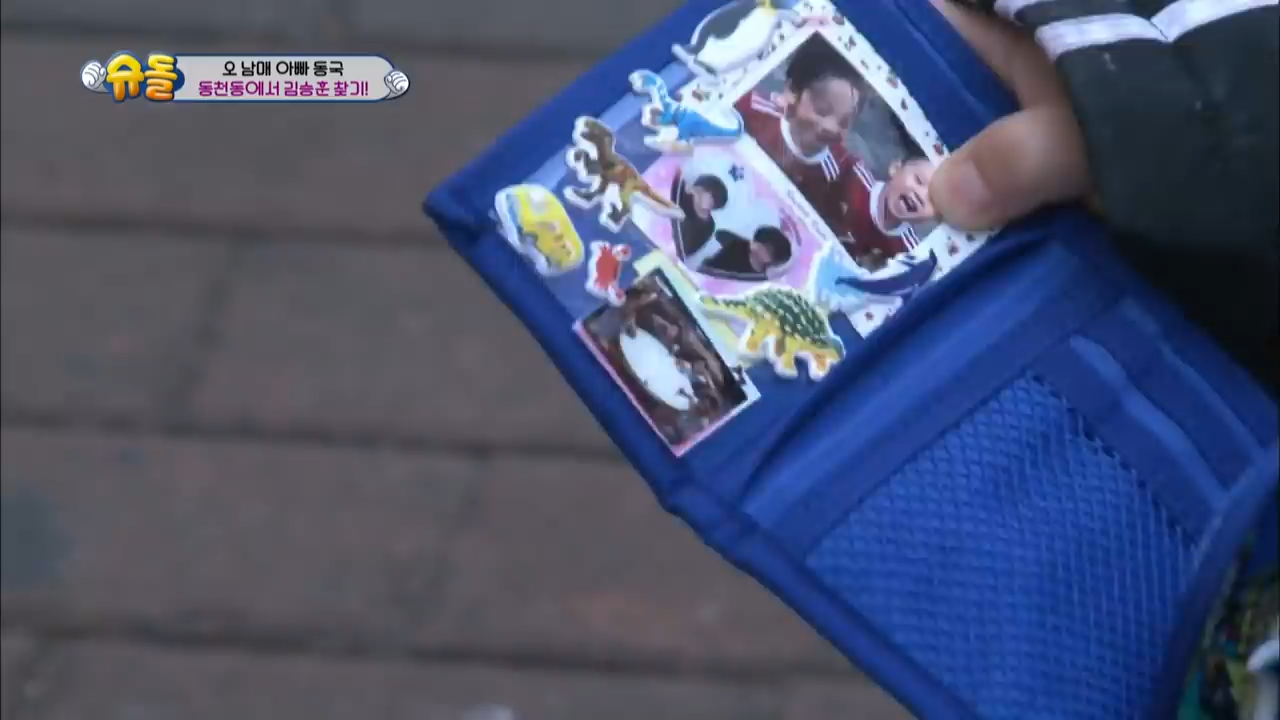 슈돌
오 남매 아빠 동국
동천동에서 김승훈 찾기!